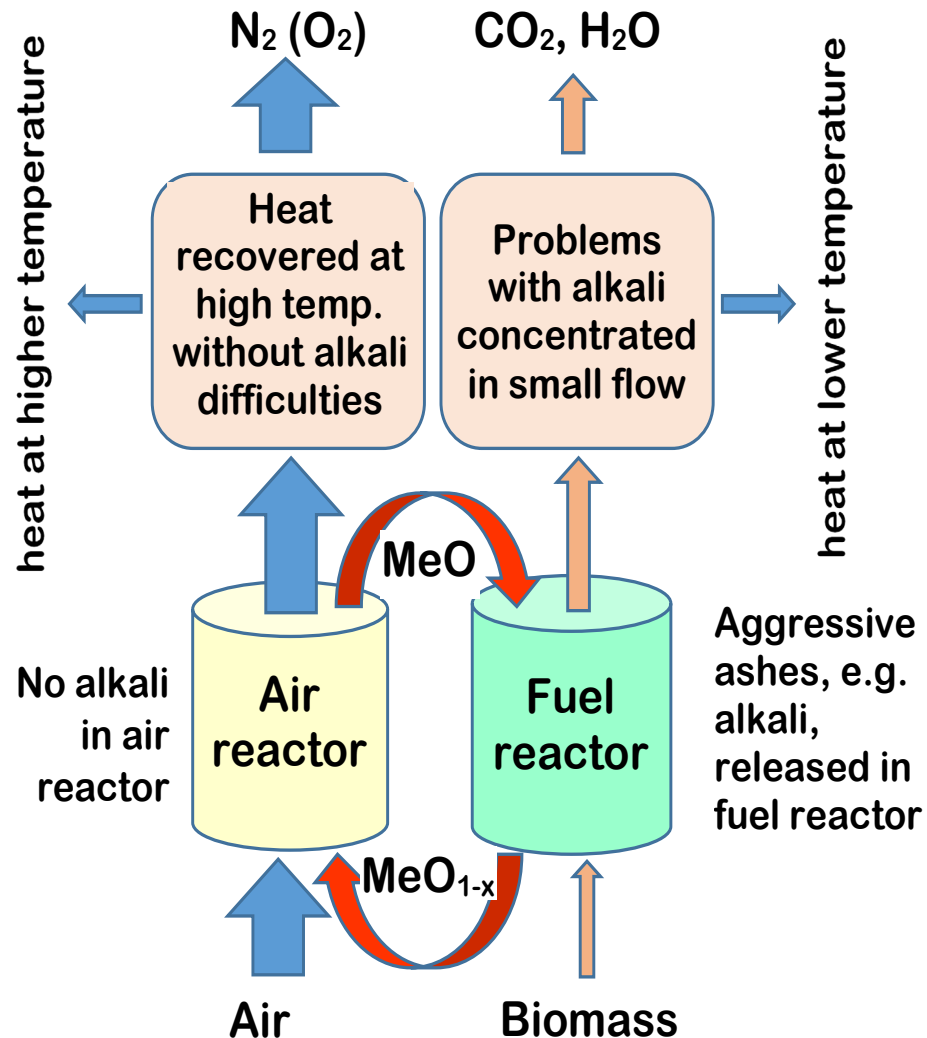 N₂ (O₂)
CO₂, H₂O
heat at higher temperature
Heat
recovered at
high temp.
without alkali
difficulties
Problems
with alkali
concentrated
in small flow
heat at lower temperature
MeO
No alkali
in air
reactor
Air
reactor
Fuel
reactor
Aggressive
ashes, e.g.
alkali,
released in
fuel reactor
MeO₁₋ₓ
Air
Biomass